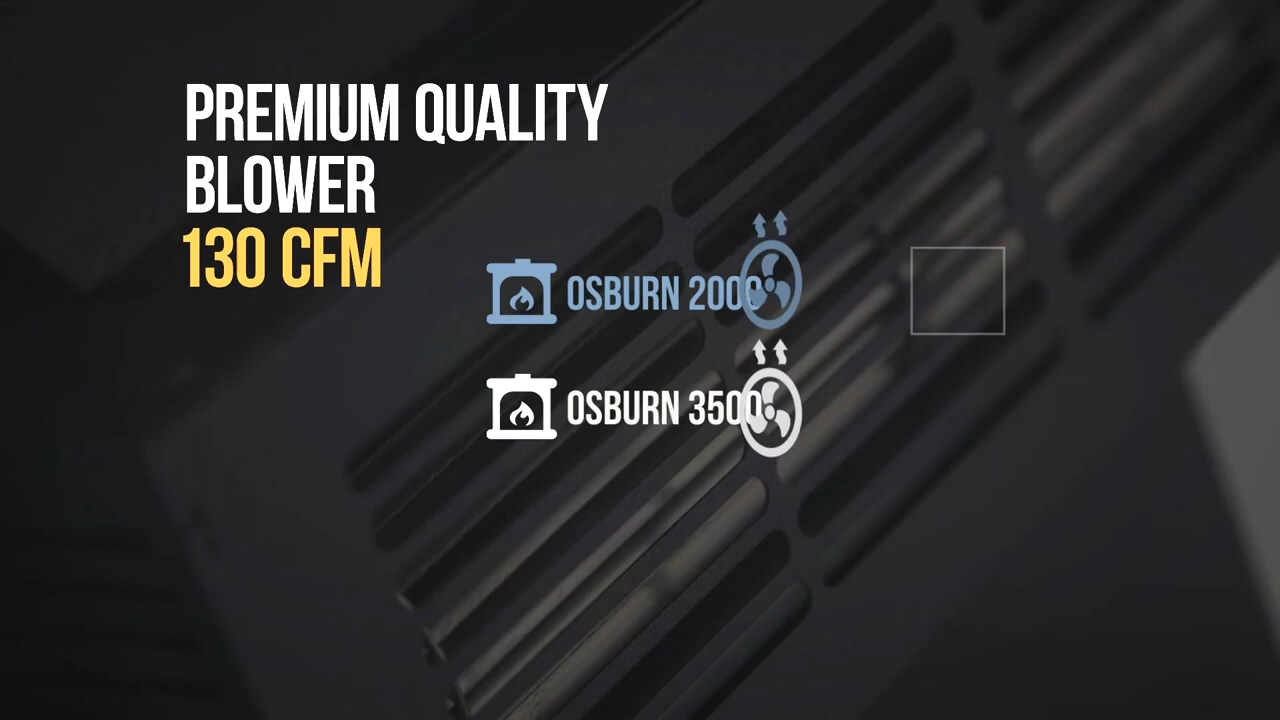 PREMIUM QUALITY
BLOWER
130 CFM
OSBURN 2000
OSBURN 3500